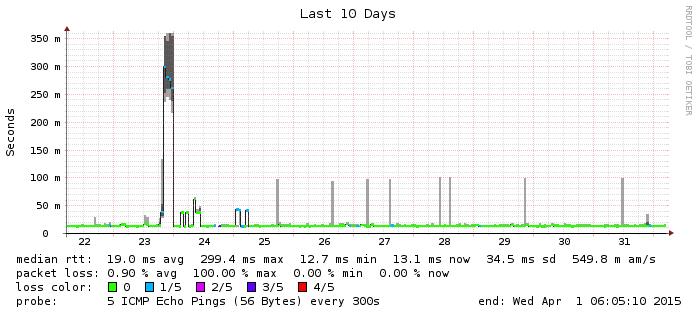 Last 10 Days
RRDTOOL / TOBI OETIKER
Seconds
350 m
300 m
250 m
200 m
150 m
100 m
50 m
0
22 23 24 25 26 27 28 29 30 31
median rtt: 19.0 ms avg 299.4 ms max 12.7 ms min 13.1 ms now 34.5 ms sd 549.8 m am/s
packet loss: 0.90 % avg 100.00 % max 0.00 % min 0.00 % now
loss color: 0 1/5 2/5 3/5 4/5
probe: 5 ICMP Echo Pings (56 Bytes) every 300s end: Wed Apr 1 06:05:10 2015